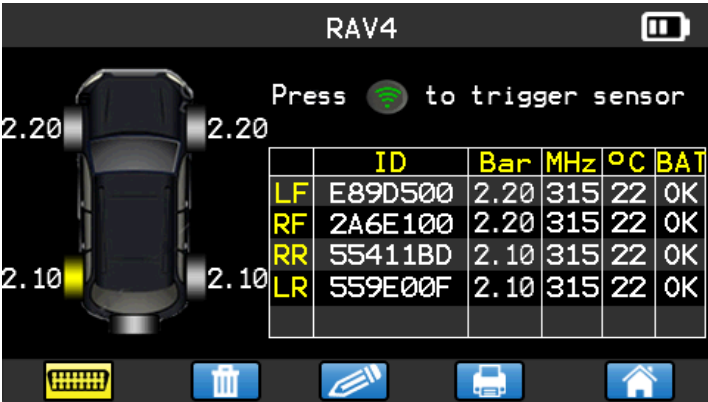 RAV4
Press to trigger sensor
2.20 2.20
2.10 2.10
ID Bar MHz ºC BAT
LF E89D500 2.20 315 22 OK
RF 2A6E100 2.20 315 22 OK
RR 55411BD 2.10 315 22 OK
LR 559E00F 2.10 315 22 OK